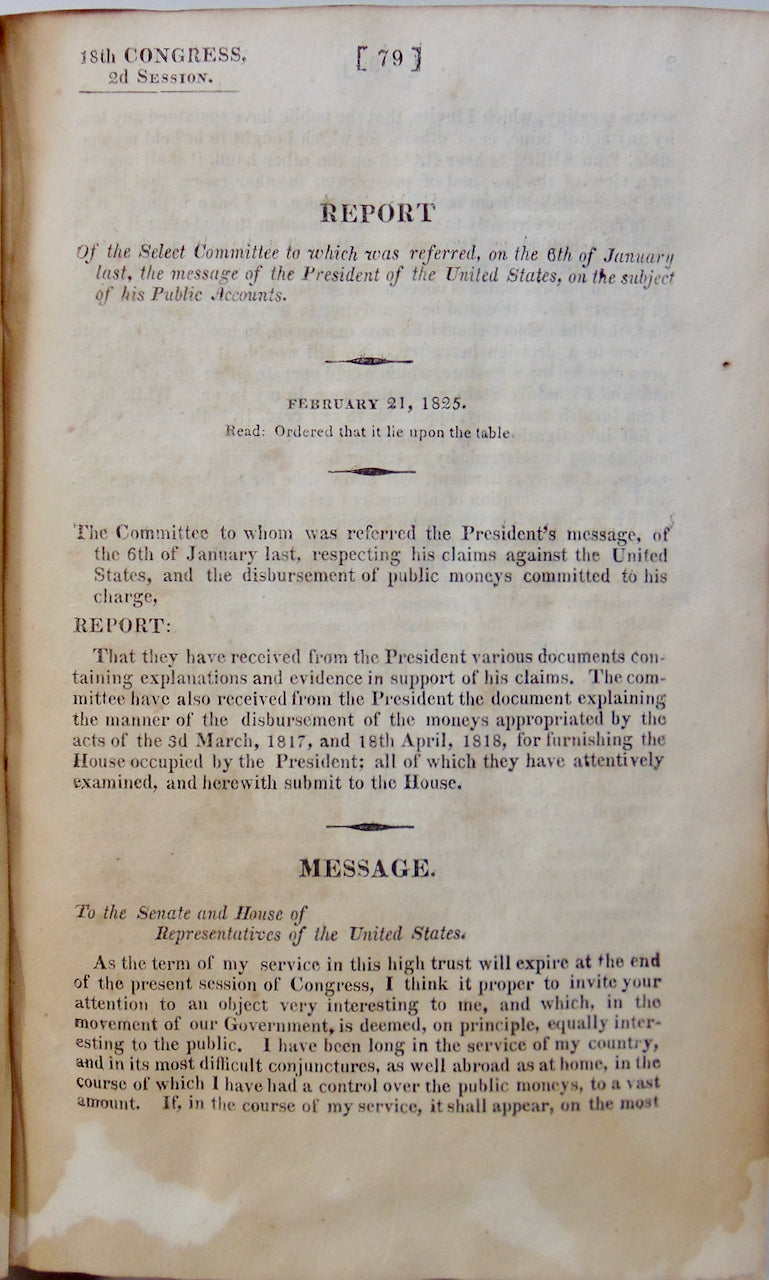 18th CONGRESS,
[ 79 ]
2d SESSION.
REPORT
Of the Select Committee to which was referred, on the 6th of January
last, the message of the President of the United States, on the subject
of his Public Accounts.
FEBRUARY 21, 1825.
Read: Ordered that it lie upon the table.
The Committee to whom was referred the President's message, of
the 6th of January last, respecting his claims against the United
States, and the disbursement of public moneys committed to his
charge,
REPORT:
That they have received from the President various documents con-
taining explanations and evidence in support of his claims. The com-
mittee have also received from the President the document explaining
the manner of the disbursement of the moneys appropriated by the
acts of the 3d March, 1817, and 18th April, 1818, for furnishing the
House occupied by the President; all of which they have attentively
examined, and herewith submit to the House.
MESSAGE.
To the Senate and House of
Representatives of the United States.
As the term of my service in this high trust will expire at the end
of the present session of Congress, I think it proper to invite your
attention to an object very interesting to me, and which, in the
movement of our Government, is deemed, on principle, equally inter-
esting to the public. I have been long in the service of my country,
and in its most difficult conjunctures, as well abroad as at home, in the
course of which I have had a control over the public moneys, to a vast
amount. If, in the course of my service, it shall appear, on the most